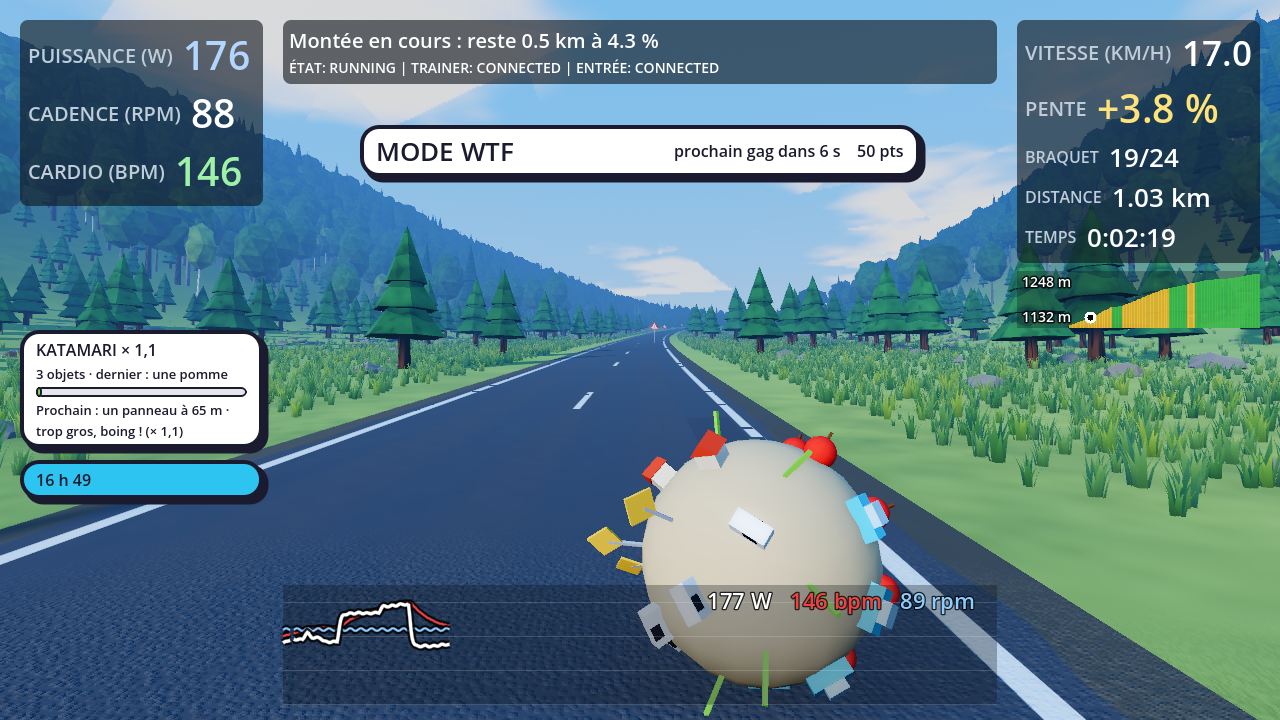 PUISSANCE (W) 176
CADENCE (RPM) 88
CARDIO (BPM) 146
Montée en cours : reste 0.5 km à 4.3 %
ÉTAT: RUNNING | TRAINER: CONNECTED | ENTRÉE: CONNECTED
MODE WTF prochain gag dans 6 s 50 pts
VITESSE (KM/H) 17.0
PENTE +3.8 %
BRAQUET 19/24
DISTANCE 1.03 km
TEMPS 0:02:19
1248 m
1132 m
KATAMARI × 1,1
3 objets · dernier : une pomme
Prochain : un panneau à 65 m ·
trop gros, boing ! (× 1,1)
16 h 49
177 W 146 bpm 89 rpm